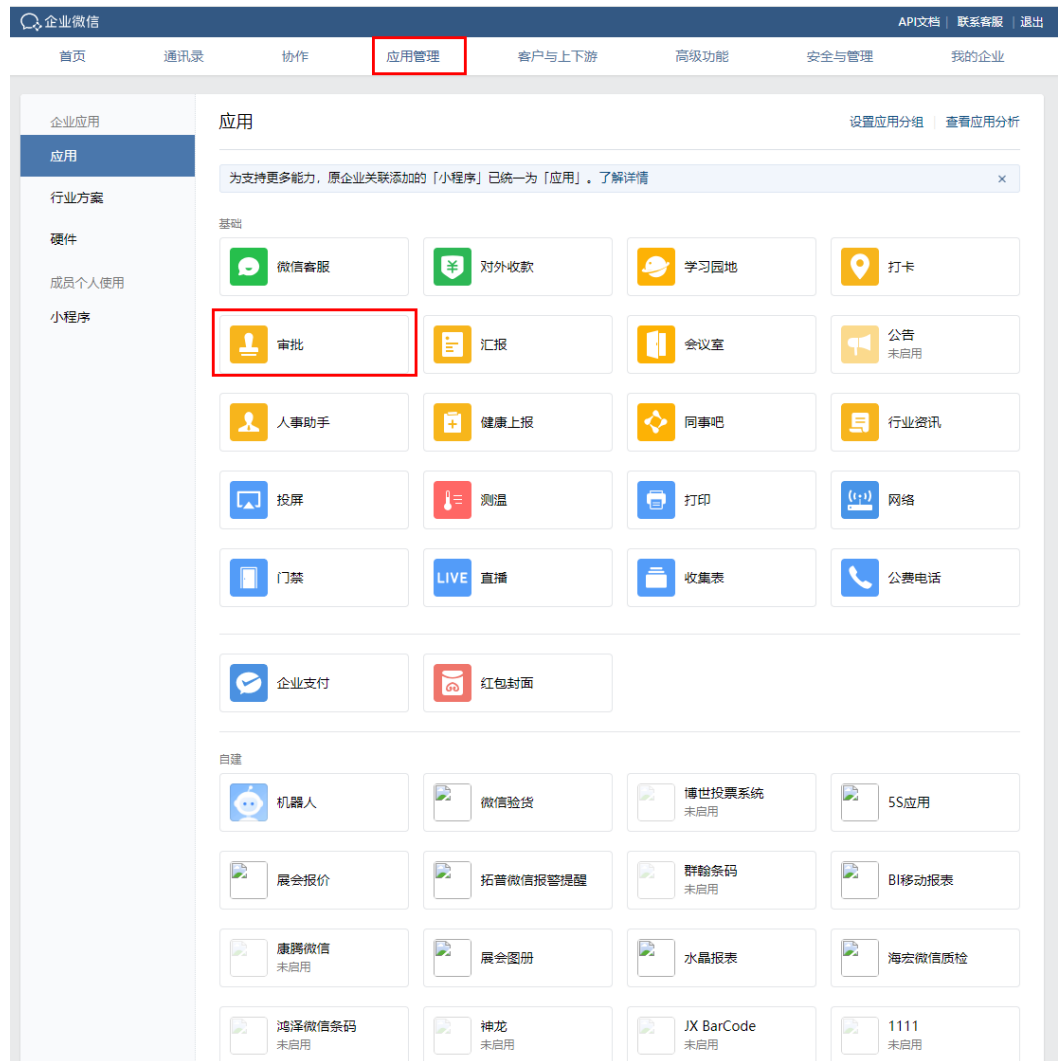 企业微信
API文档 联系客服 退出
首页 通讯录 协作 应用管理 客户与上下游 高级功能 安全与管理 我的企业
企业应用
应用
行业方案
硬件
成员个人使用
小程序
应用
设置应用分组 查看应用分析
为支持更多能力，原企业关联添加的「小程序」已统一为「应用」。了解详情 ×
基础
微信客服
对外收款
学习园地
打卡
审批
汇报
会议室
公告
未启用
人事助手
健康上报
同事吧
行业资讯
投屏
测温
打印
网络
门禁
LIVE
直播
收集表
公费电话
企业支付
红包封面
自建
机器人
微信验货
博世投票系统
未启用
5S应用
展会报价
拓普微信报警提醒
群翰条码
未启用
BI移动报表
康腾微信
未启用
展会图册
水晶报表
海宏微信质检
鸿泽微信条码
未启用
神龙
未启用
JX BarCode
未启用
1111
未启用